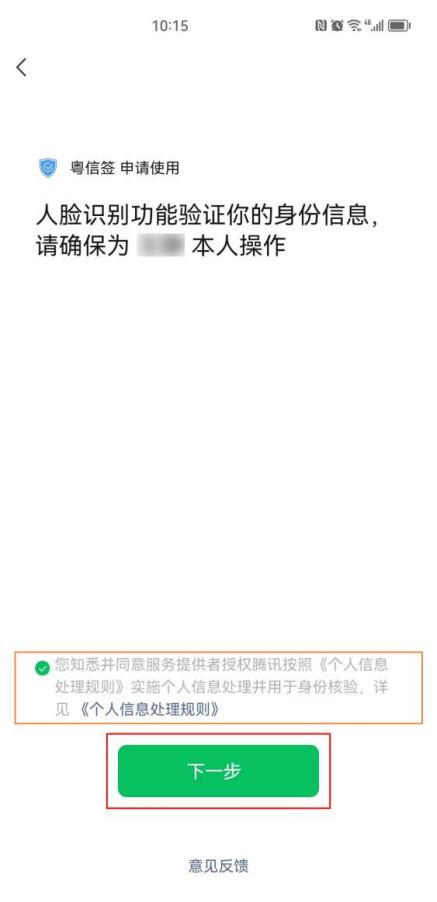 10:15
4G
粤信签 申请使用
人脸识别功能验证你的身份信息，
请确保为 本人操作
您知悉并同意服务提供者授权腾讯按照《个人信息
处理规则》实施个人信息处理并用于身份核验，详
见 《个人信息处理规则》
下一步
意见反馈